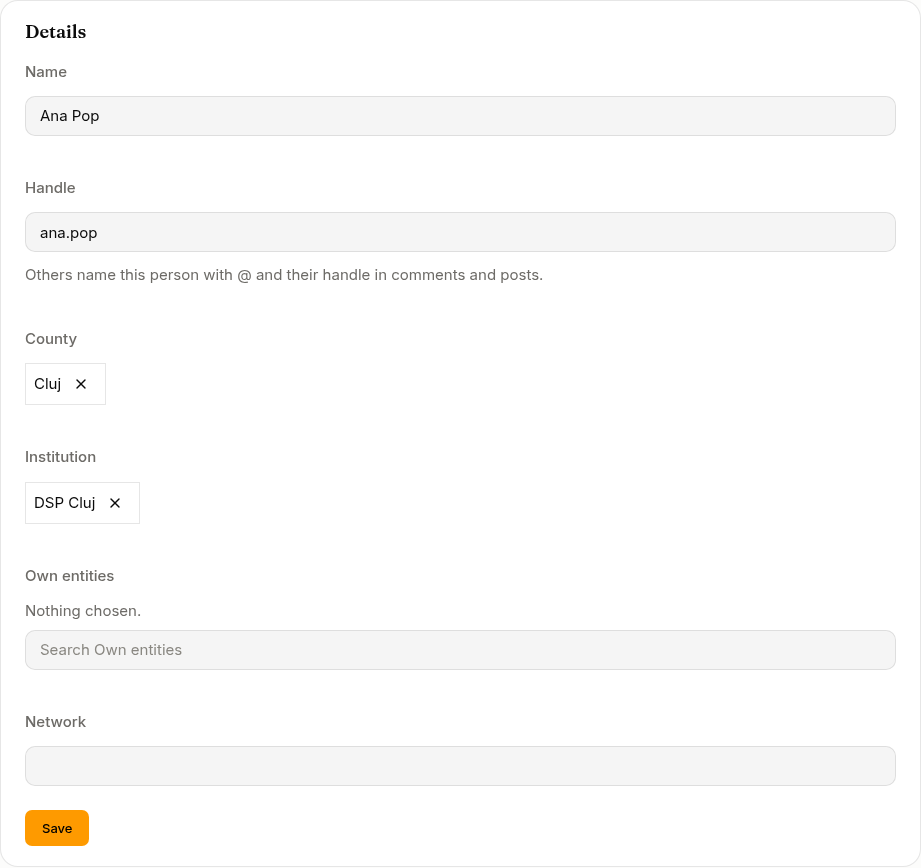 Details
Name
Ana Pop
Handle
ana.pop
Others name this person with @ and their handle in comments and posts.
County
Cluj ✕
Institution
DSP Cluj ✕
Own entities
Nothing chosen.
Search Own entities
Network
Save